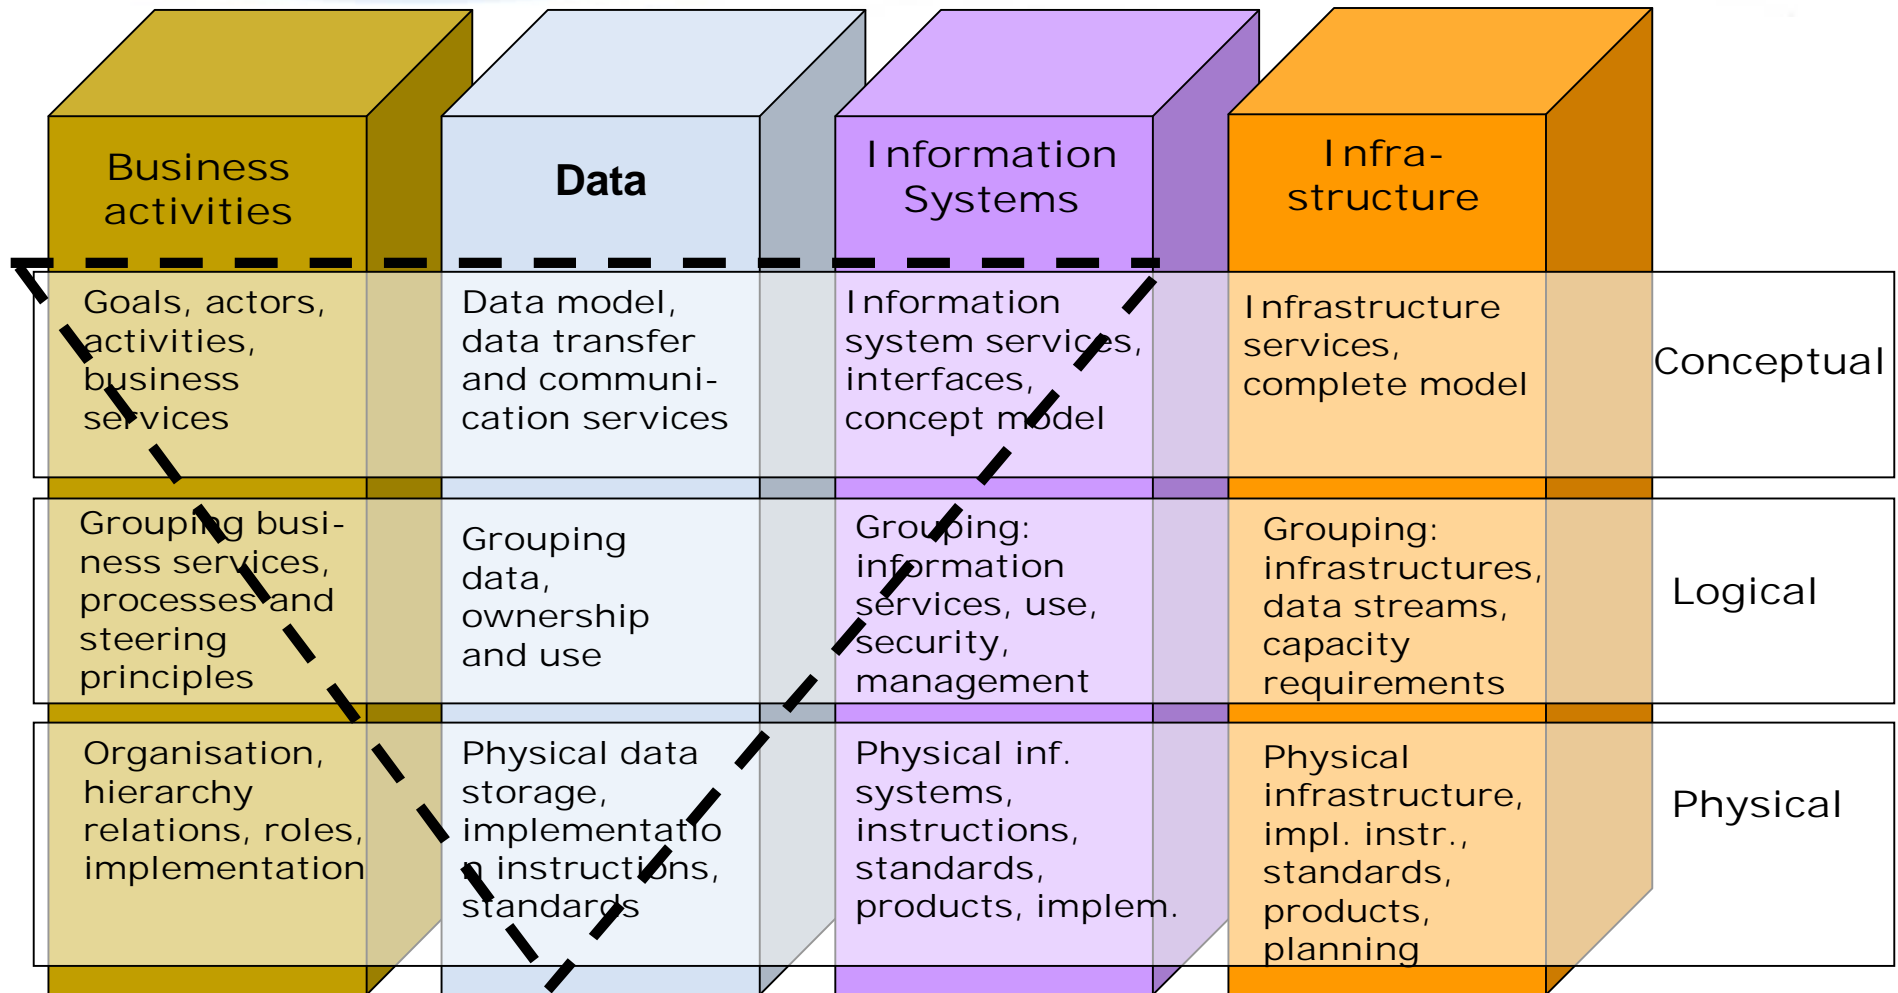 Business
activities
Data
Information
Systems
Infra-
structure
Goals, actors,
activities,
business
services
Data model,
data transfer
and communi-
cation services
Information
system services,
interfaces,
concept model
Infrastructure
services,
complete model
Conceptual
Grouping busi-
ness services,
processes and
steering
principles
Grouping
data,
ownership
and use
Grouping:
information
services, use,
security,
management
Grouping:
infrastructures,
data streams,
capacity
requirements
Logical
Organisation,
hierarchy
relations, roles,
implementation
Physical data
storage,
implementatio
n instructions,
standards
Physical inf.
systems,
instructions,
standards,
products, implem.
Physical
infrastructure,
impl. instr.,
standards,
products,
planning
Physical